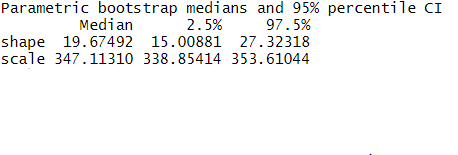 Parametric bootstrap medians and 95% percentile CI
Median 2.5% 97.5%
shape 19.67492 15.00881 27.32318
scale 347.11310 338.85414 353.61044